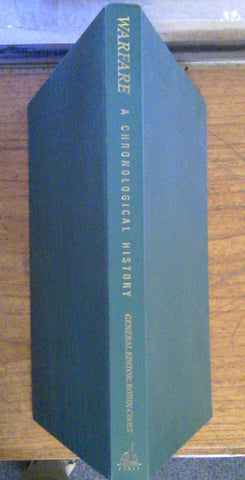 WARFARE
A CHRONOLOGICAL HISTORY
GENERAL EDITOR: ROBIN CROSS